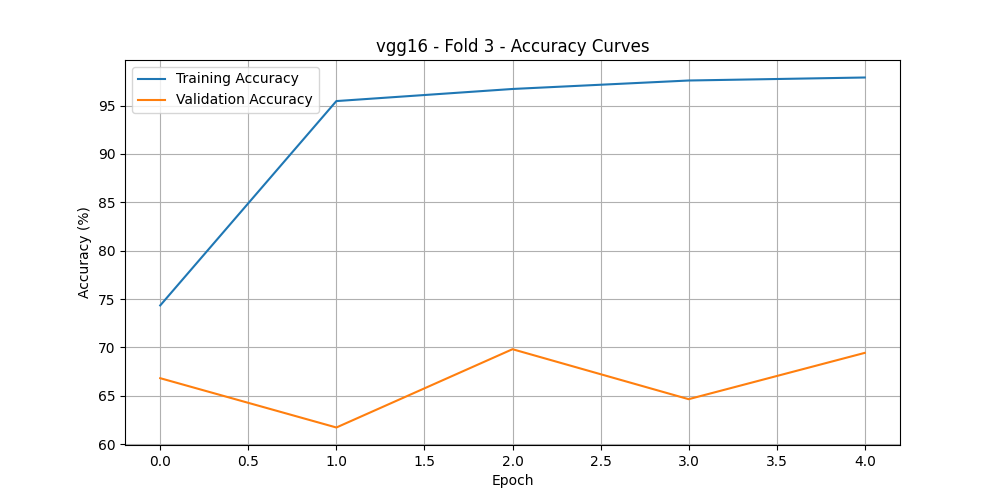 vgg16 - Fold 3 - Accuracy Curves
Training Accuracy
Validation Accuracy
Accuracy (%)
95
90
85
80
75
70
65
60
0.0 0.5 1.0 1.5 2.0 2.5 3.0 3.5 4.0
Epoch